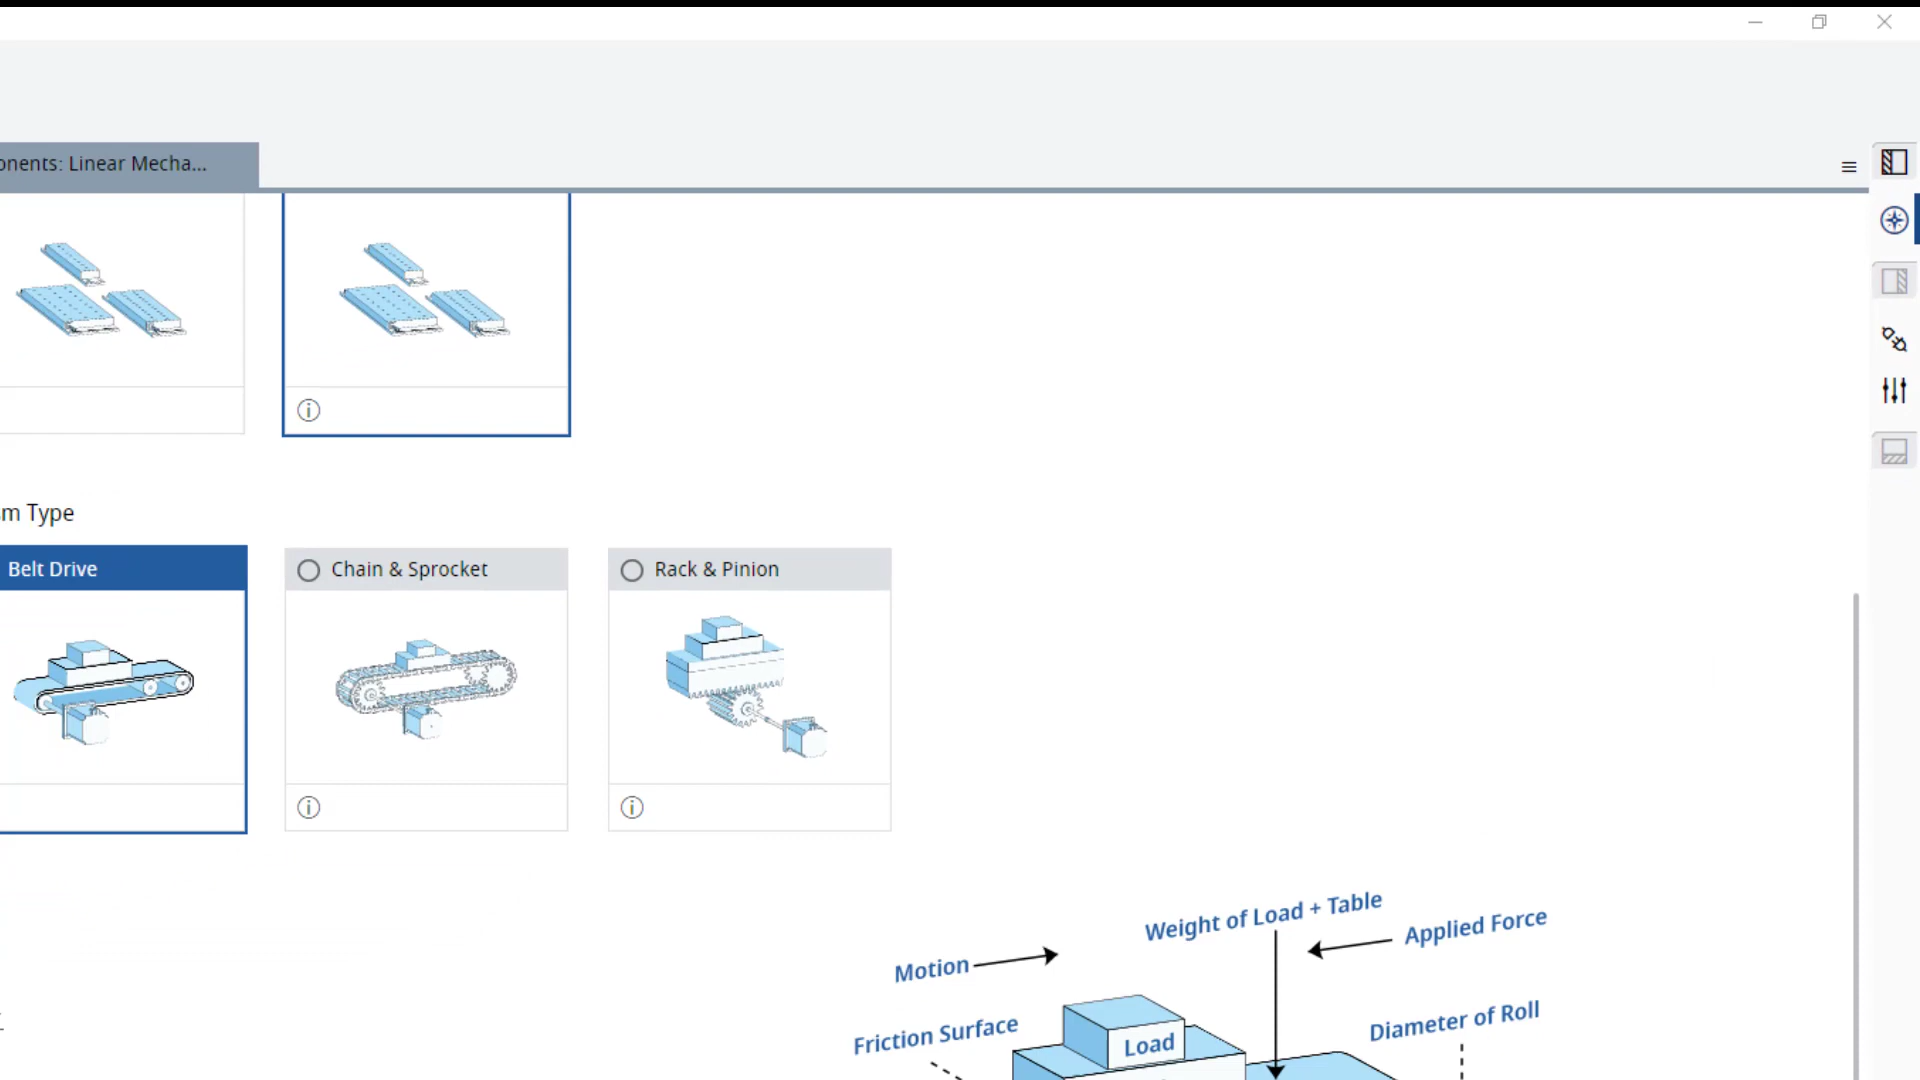 onents: Linear Mecha...
m Type
Belt Drive
Chain & Sprocket
Rack & Pinion
Weight of Load + Table
Applied Force
Motion
Diameter of Roll
Friction Surface
Load